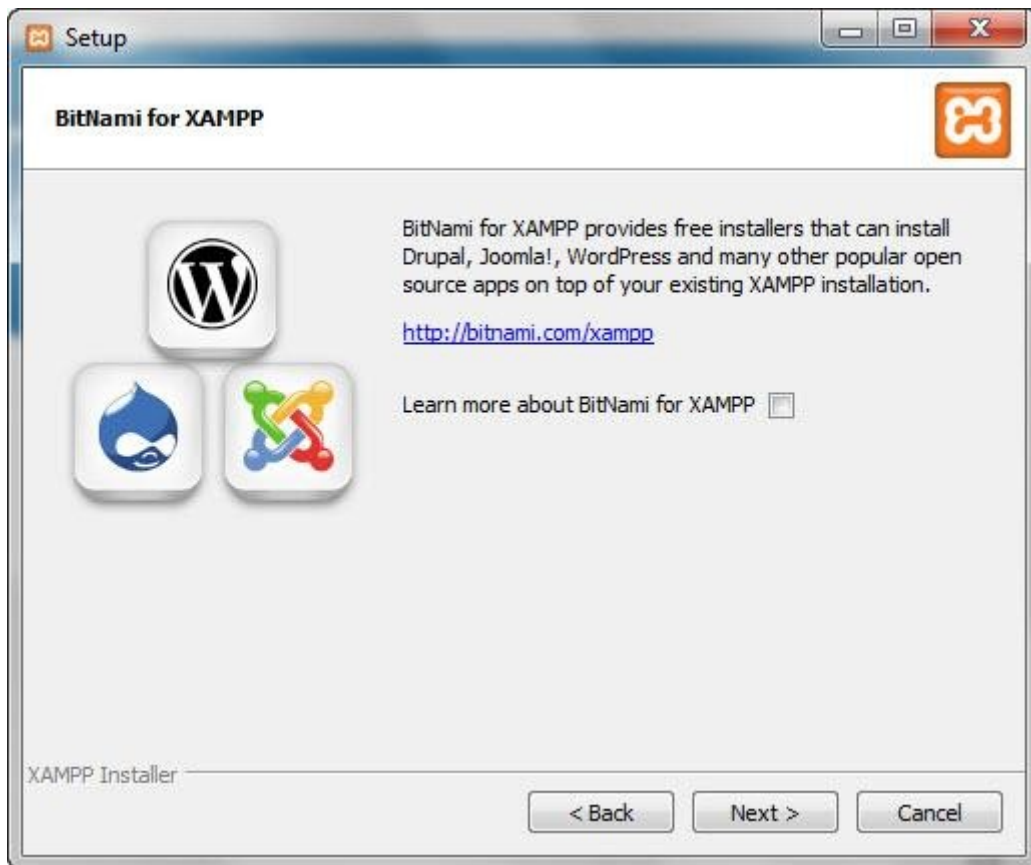 Setup
BitNami for XAMPP
BitNami for XAMPP provides free installers that can install
Drupal, Joomla!, WordPress and many other popular open
source apps on top of your existing XAMPP installation.
http://bitnami.com/xampp
Learn more about BitNami for XAMPP
XAMPP Installer
< Back
Next >
Cancel